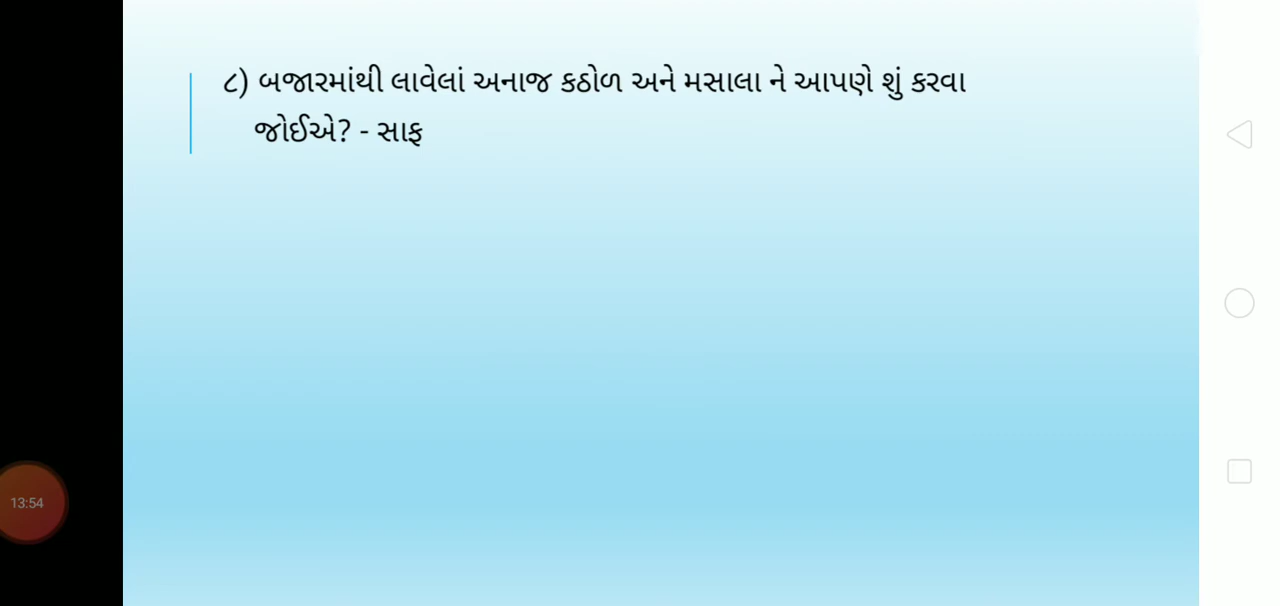 ૮) બજારમાંથી લાવેલાં અનાજ કઠોળ અને મસાલા ને આપણે શું કરવા
જોઈએ? - સાફ
13:54